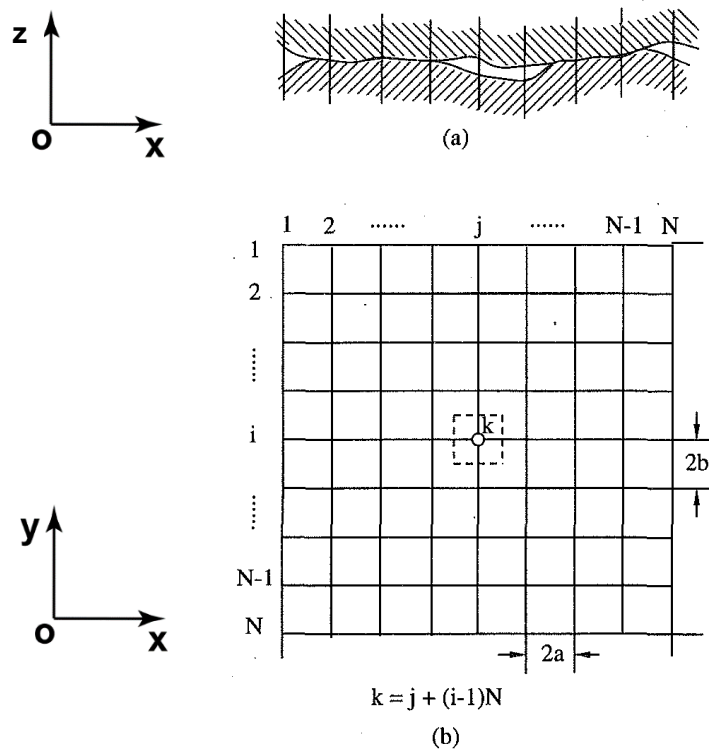 z
O
x
(a)
1 2 ...... j ...... N-1 N
1
2
......
i
k
2b
......
y
O
x
N-1
N
2a
k = j + (i-1)N
(b)